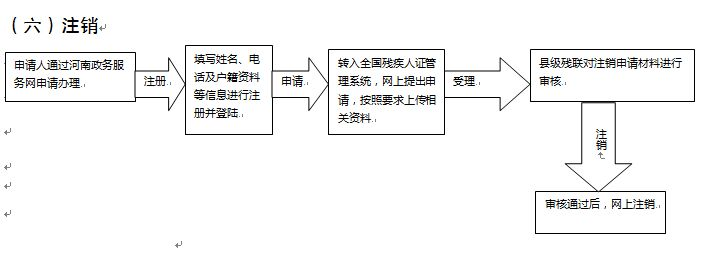 （六）注销
申请人通过河南政务服
务网申请办理
注册
填写姓名、电
话及户籍资料
等信息进行注
册并登陆
申请
转入全国残疾人证管
理系统，网上提出申
请，按照要求上传相
关资料
受理
县级残联对注销申请材料进行
审核
注
销
审核通过后，网上注销